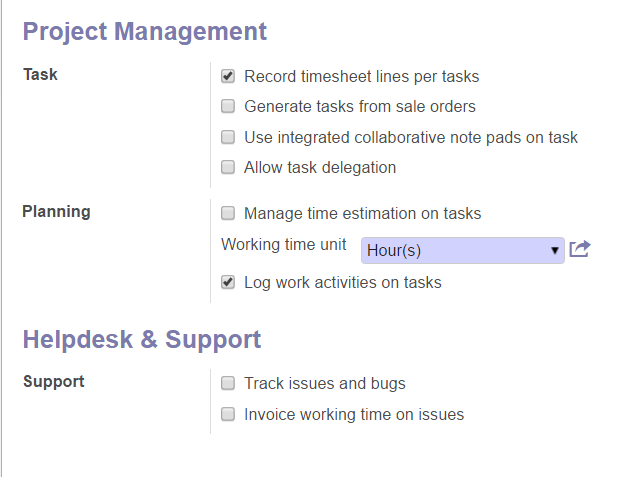 Project Management
Task
Record timesheet lines per tasks
Generate tasks from sale orders
Use integrated collaborative note pads on task
Allow task delegation
Planning
Manage time estimation on tasks
Working time unit Hour(s)
Log work activities on tasks
Helpdesk & Support
Support
Track issues and bugs
Invoice working time on issues